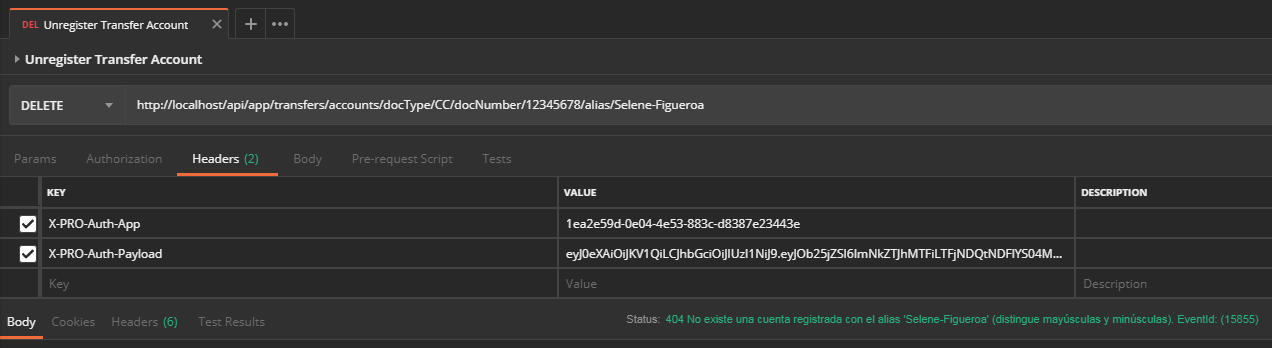 DEL Unregister Transfer Account
Unregister Transfer Account
DELETE http://localhost/api/app/transfers/accounts/docType/CC/docNumber/12345678/alias/Selene-Figueroa
Params Authorization Headers (2) Body Pre-request Script Tests
KEY VALUE DESCRIPTION
X-PRO-Auth-App 1ea2e59d-0e04-4e53-883c-d8387e23443e
X-PRO-Auth-Payload eyJ0eXAiOiJKV1QiLCJhbGciOiJIUzI1NiJ9.eyJOb25jZSI6ImNkZTJhMTFiLTFjNDQtNDFlYS04M...
Key Value Description
Body Cookies Headers (6) Test Results Status: 404 No existe una cuenta registrada con el alias 'Selene-Figueroa' (distingue mayúsculas y minúsculas). EventId: (15855)